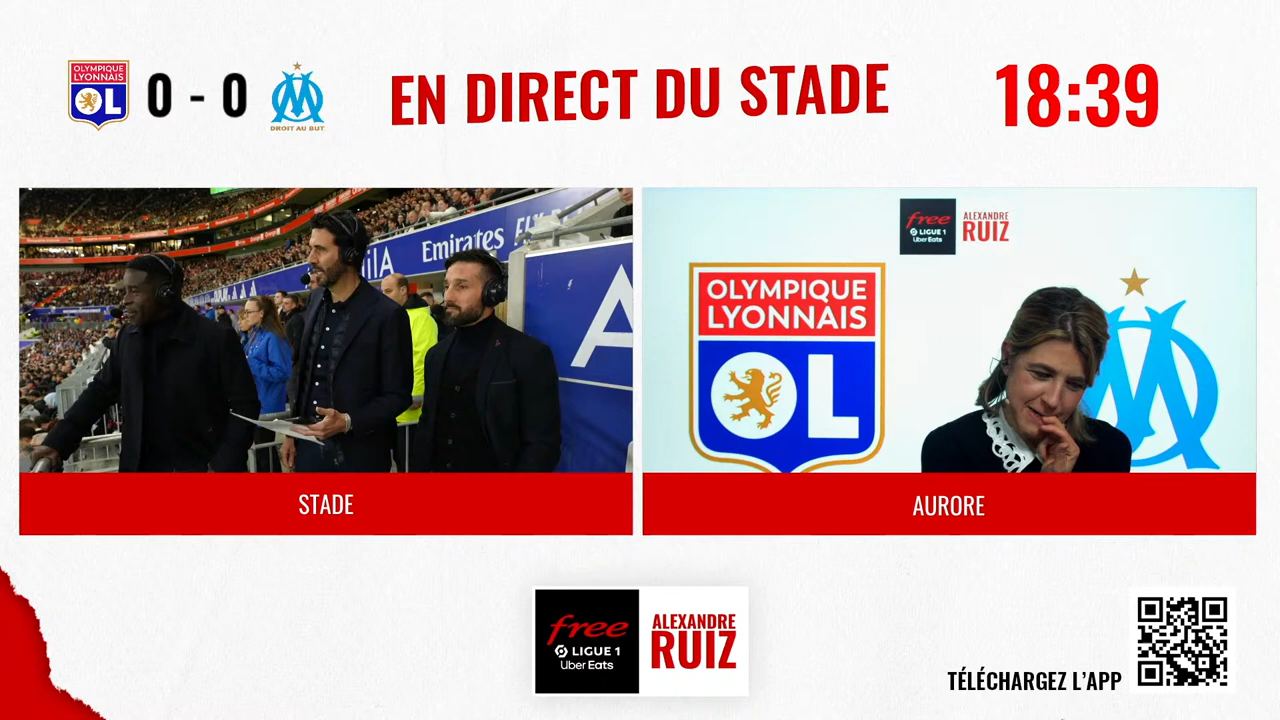 OLYMPIQUE
LYONNAIS
OL
0 - 0
DROIT AU BUT
EN DIRECT DU STADE
18:39
Emirates
A
STADE
free
LIGUE 1
Uber Eats
ALEXANDRE
RUIZ
OLYMPIQUE
LYONNAIS
OL
AURORE
free
LIGUE 1
Uber Eats
ALEXANDRE
RUIZ
TÉLÉCHARGEZ L'APP